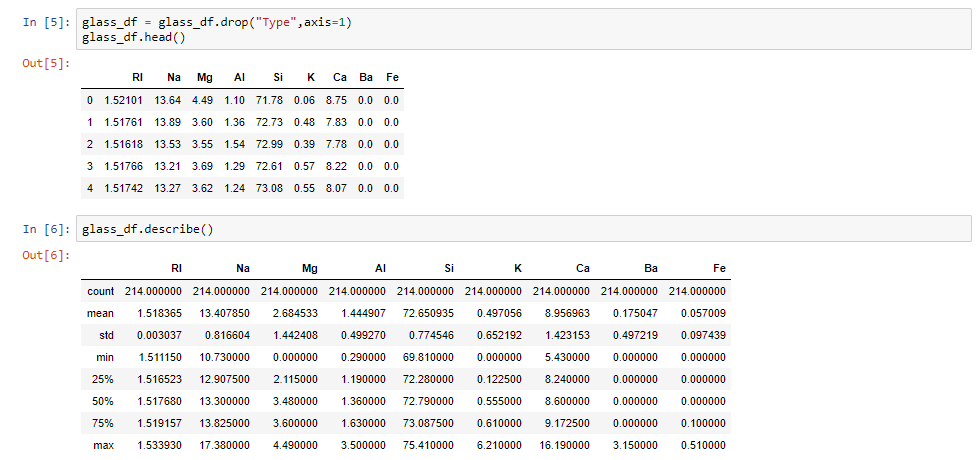 In [5]: glass_df = glass_df.drop("Type",axis=1)
glass_df.head()
Out[5]:
RI Na Mg Al Si K Ca Ba Fe
0 1.52101 13.64 4.49 1.10 71.78 0.06 8.75 0.0 0.0
1 1.51761 13.89 3.60 1.36 72.73 0.48 7.83 0.0 0.0
2 1.51618 13.53 3.55 1.54 72.99 0.39 7.78 0.0 0.0
3 1.51766 13.21 3.69 1.29 72.61 0.57 8.22 0.0 0.0
4 1.51742 13.27 3.62 1.24 73.08 0.55 8.07 0.0 0.0
In [6]: glass_df.describe()
Out[6]:
RI Na Mg Al Si K Ca Ba Fe
count 214.000000 214.000000 214.000000 214.000000 214.000000 214.000000 214.000000 214.000000 214.000000
mean 1.518365 13.407850 2.684533 1.444907 72.650935 0.497056 8.956963 0.175047 0.057009
std 0.003037 0.816604 1.442408 0.499270 0.774546 0.652192 1.423153 0.497219 0.097439
min 1.511150 10.730000 0.000000 0.290000 69.810000 0.000000 5.430000 0.000000 0.000000
25% 1.516523 12.907500 2.115000 1.190000 72.280000 0.122500 8.240000 0.000000 0.000000
50% 1.517680 13.300000 3.480000 1.360000 72.790000 0.555000 8.600000 0.000000 0.000000
75% 1.519157 13.825000 3.600000 1.630000 73.087500 0.610000 9.172500 0.000000 0.100000
max 1.533930 17.380000 4.490000 3.500000 75.410000 6.210000 16.190000 3.150000 0.510000